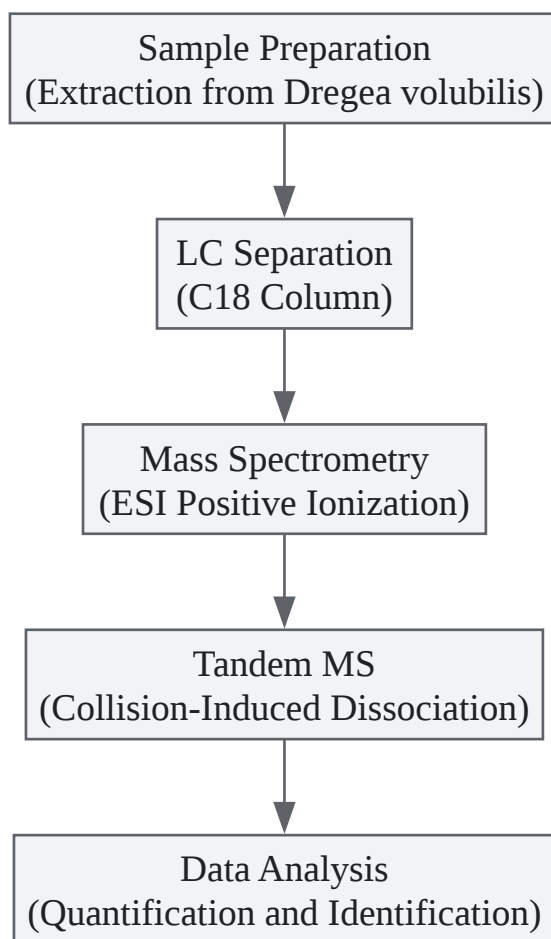 Sample Preparation
(Extraction from Dregea volubilis)
LC Separation
(C18 Column)
Mass Spectrometry
(ESI Positive Ionization)
Tandem MS
(Collision-Induced Dissociation)
Data Analysis
(Quantification and Identification)